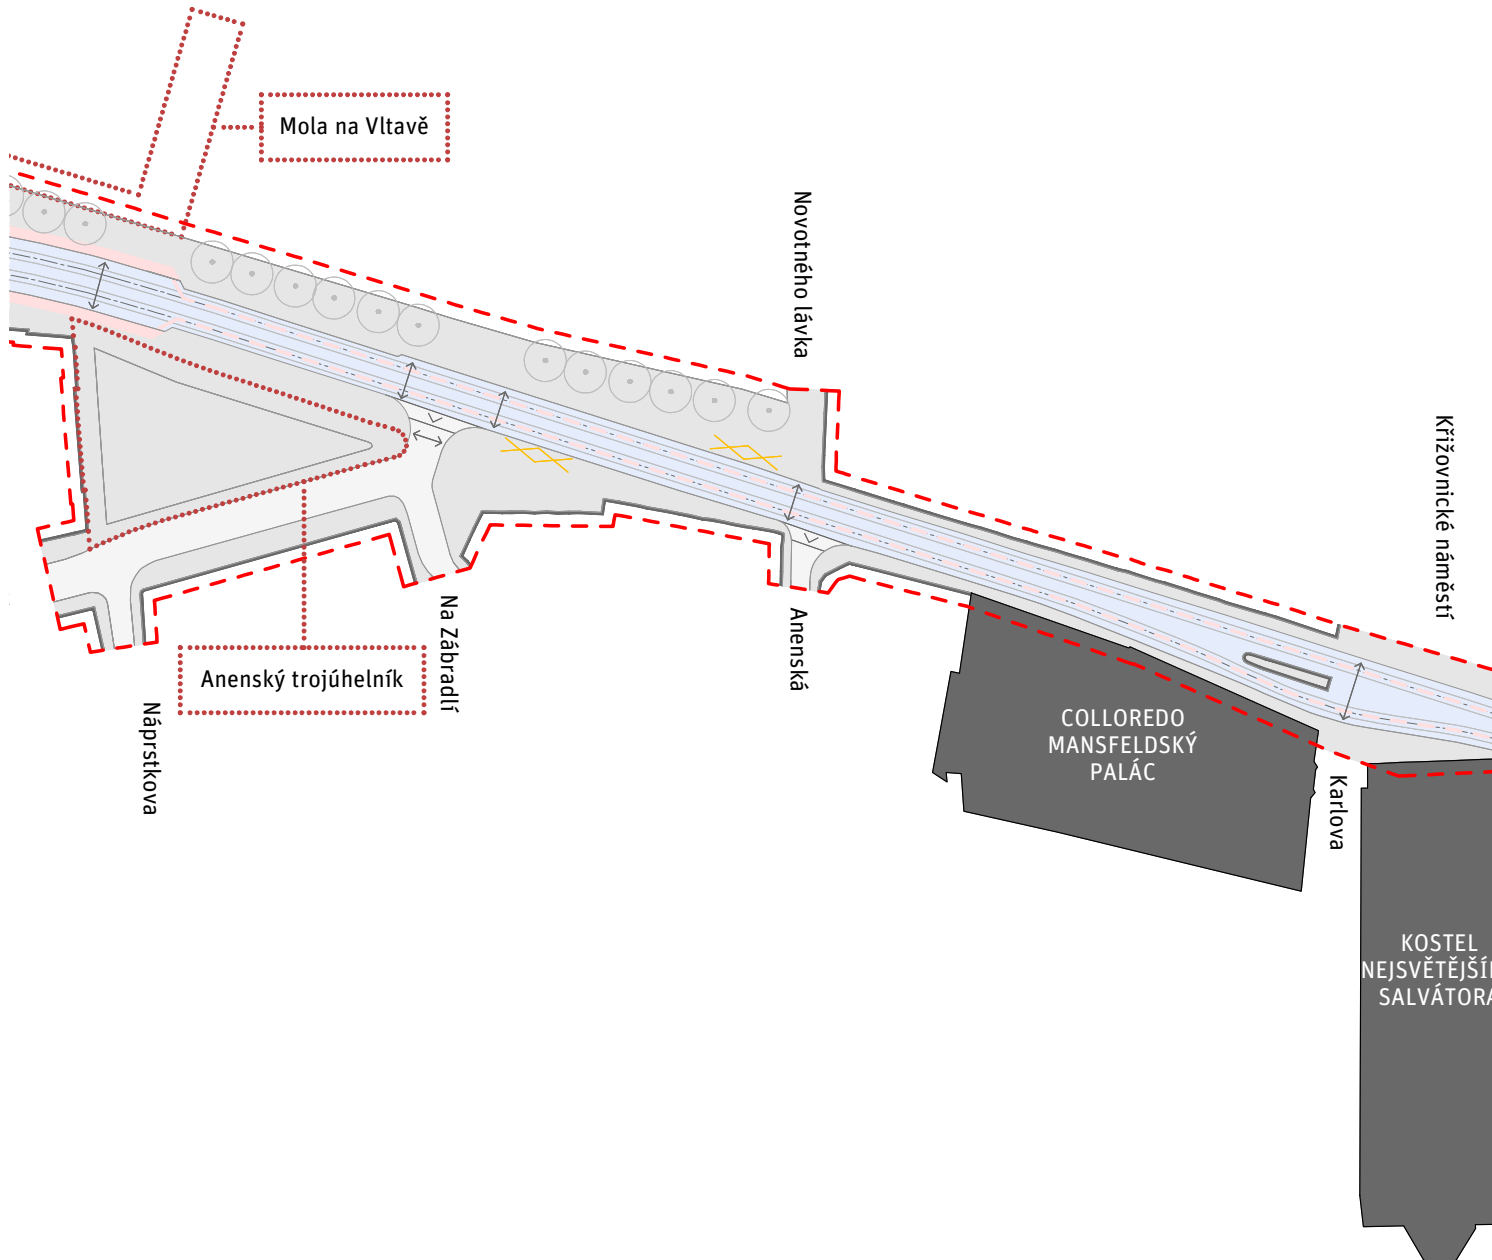 Mola na Vltavě
Novotného lávka
Křižovnické náměstí
Na Zábradlí
Anenská
Anenský trojúhelník
Náprstkova
COLLOREDO
MANSFELDSKÝ
PALÁC
Karlova
KOSTEL
SALVÁTORA